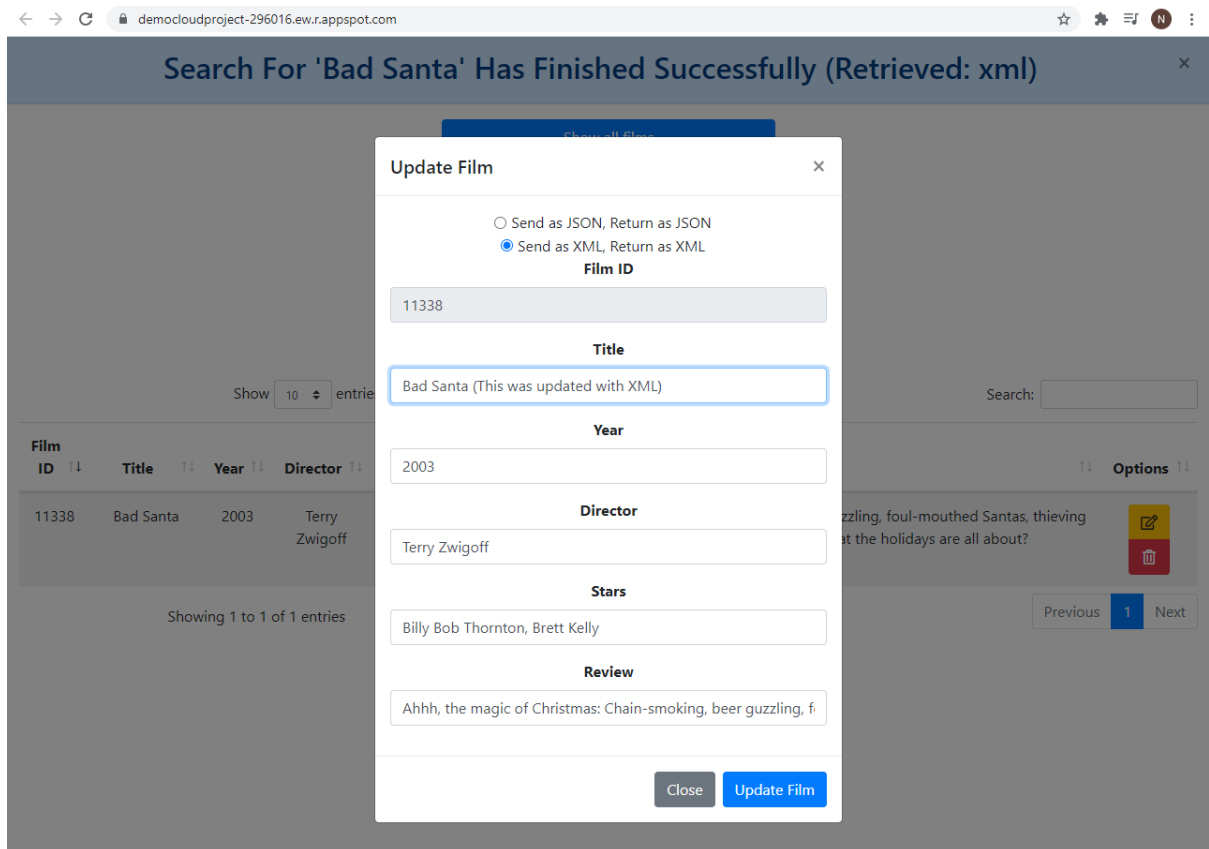 democloudproject-296016.ew.r.appspot.com
N
Search For 'Bad Santa' Has Finished Successfully (Retrieved: xml)
×
Show all films
Update Film
×
Send as JSON, Return as JSON
Send as XML, Return as XML
Film ID
11338
Title
Bad Santa (This was updated with XML)
Year
2003
Director
Terry Zwigoff
Stars
Billy Bob Thornton, Brett Kelly
Review
Ahhh, the magic of Christmas: Chain-smoking, beer guzzling, f
Close
Update Film
Show 10 entrie
Search:
Film
ID Title Year Director Options
11338 Bad Santa 2003 Terry
Zwigoff
zzling, foul-mouthed Santas, thieving
at the holidays are all about?
Showing 1 to 1 of 1 entries
Previous 1 Next